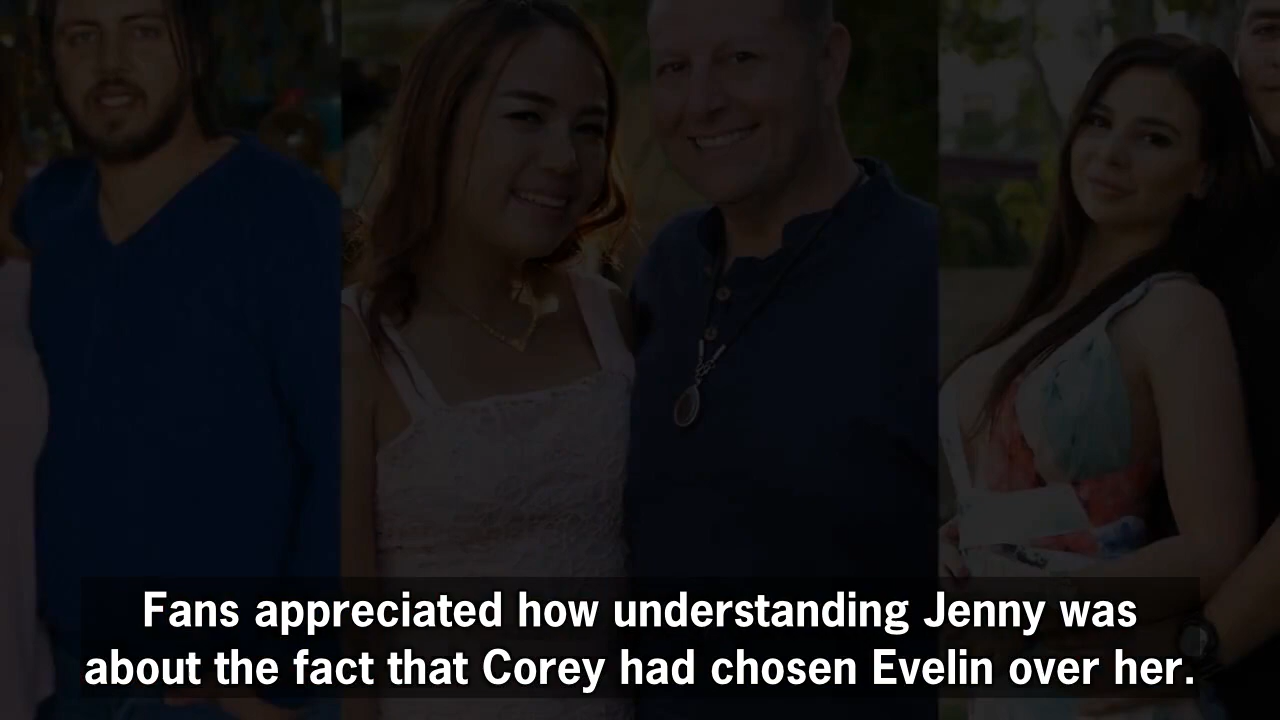 Fans appreciated how understanding Jenny was
about the fact that Corey had chosen Evelin over her.